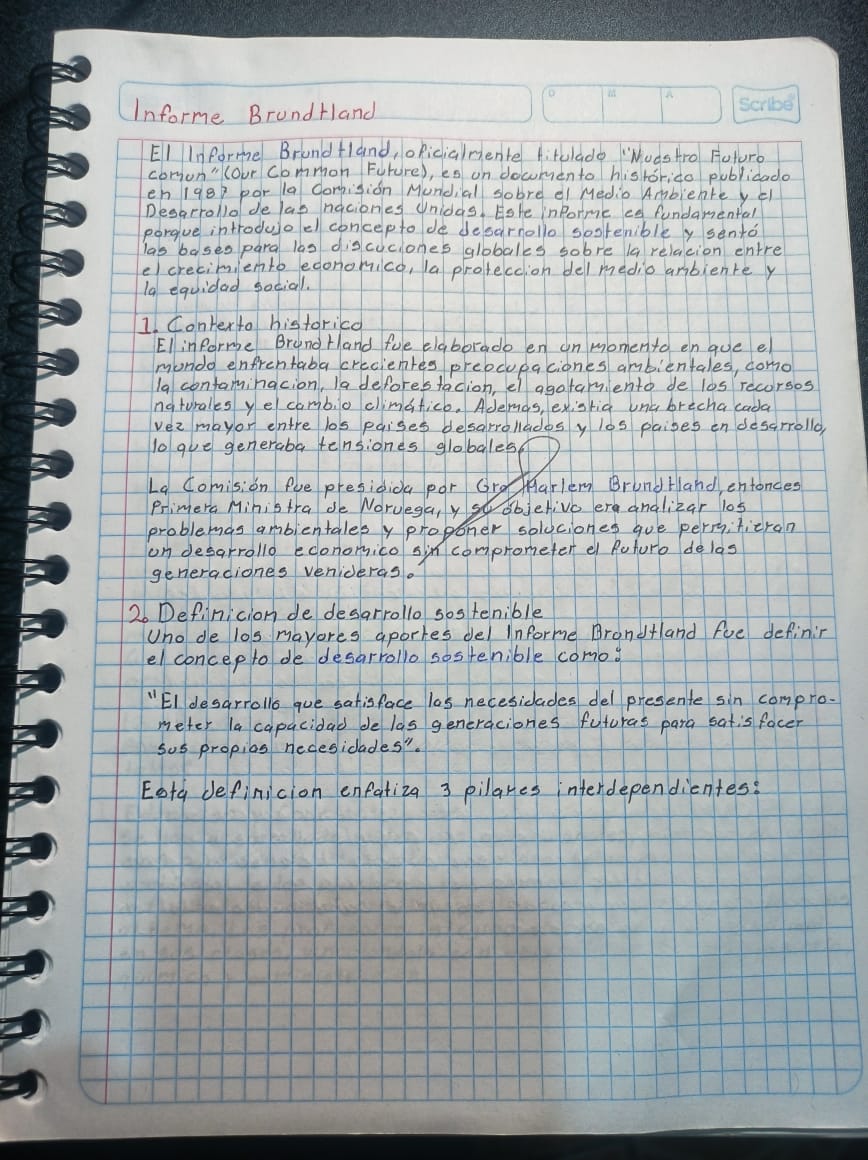 Informe Brundtland
D M A
Scribe
El Informe Brundtland, oficialmente titulado "Nuestro Futuro
comun" (Our Common Future), es un documento histórico publicado
en 1987 por la Comisión Mundial sobre el Medio Ambiente y el
Desarrollo de las naciones Unidas. Este informe es fundamental
porque introdujo el concepto de desarrollo sostenible y sentó
las bases para las discuciones globales sobre la relacion entre
el crecimiento economico, la proteccion del medio ambiente y
la equidad social.
1. Contexto historico
El informe Brundtland fue elaborado en un momento en que el
mundo enfrentaba crecientes preocupaciones ambientales, como
la contaminacion, la deforestacion, el agotamiento de los recursos
naturales y el cambio climático. Ademas, existia una brecha cada
vez mayor entre los paises desarrollados y los paises en desarrollo,
lo que generaba tensiones globales.
La Comisión fue presidida por Gro Harlem Brundtland, entonces
Primera Ministra de Noruega, y su objetivo era analizar los
problemas ambientales y proponer soluciones que permitieran
un desarrollo economico sin comprometer el futuro de las
generaciones venideras.
2. Definicion de desarrollo sostenible
Uno de los mayores aportes del Informe Brundtland fue definir
el concepto de desarrollo sostenible como:
"El desarrollo que satisface las necesidades del presente sin compro-
meter la capacidad de las generaciones futuras para satisfacer
sus propias necesidades".
Esta definicion enfatiza 3 pilares interdependientes: